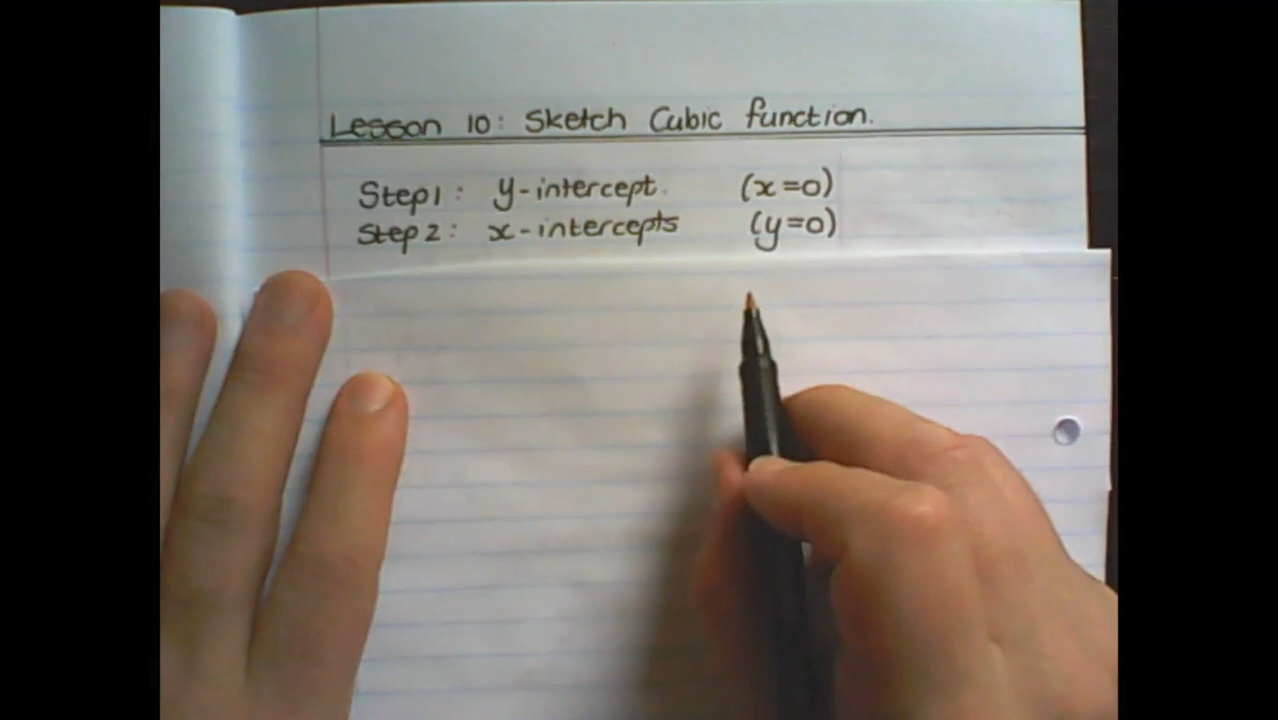 Lesson 10: Sketch Cubic function.
Step 1: y-intercept. (x=0)
Step 2: x-intercepts (y=0)